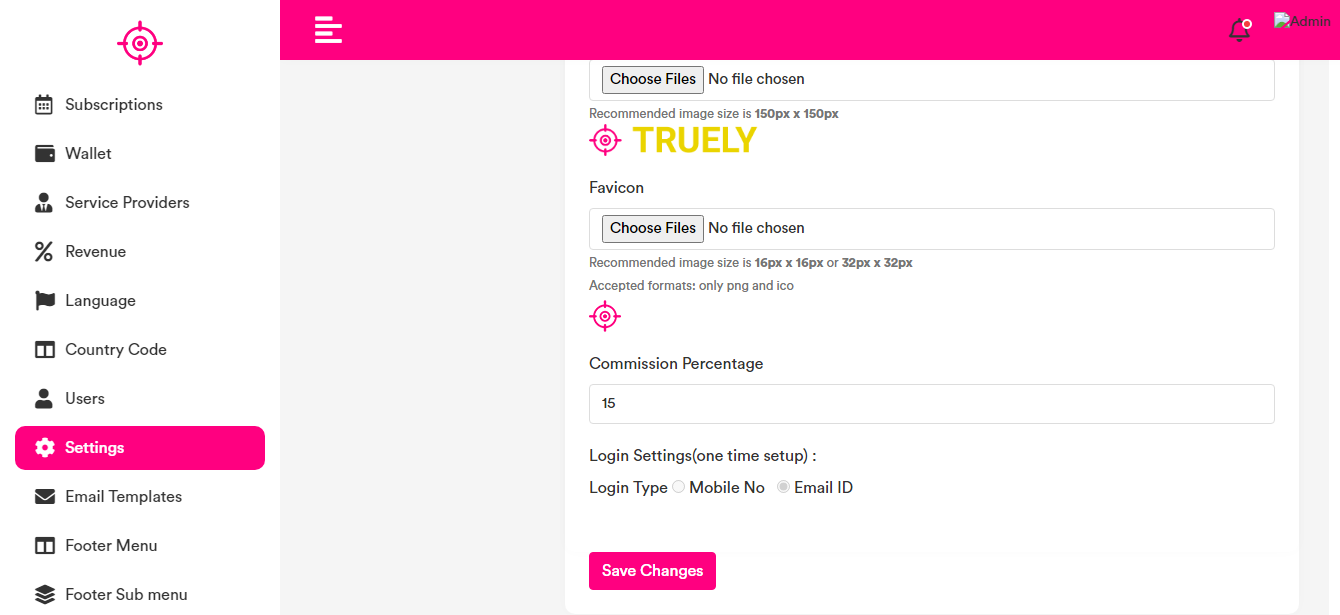 Admin
Subscriptions
Wallet
Service Providers
Revenue
Language
Country Code
Users
Settings
Email Templates
Footer Menu
Footer Sub menu
Choose Files No file chosen
Recommended image size is 150px x 150px
TRUELY
Favicon
Choose Files No file chosen
Recommended image size is 16px x 16px or 32px x 32px
Accepted formats: only png and ico
Commission Percentage
15
Login Settings(one time setup) :
Login Type Mobile No Email ID
Save Changes